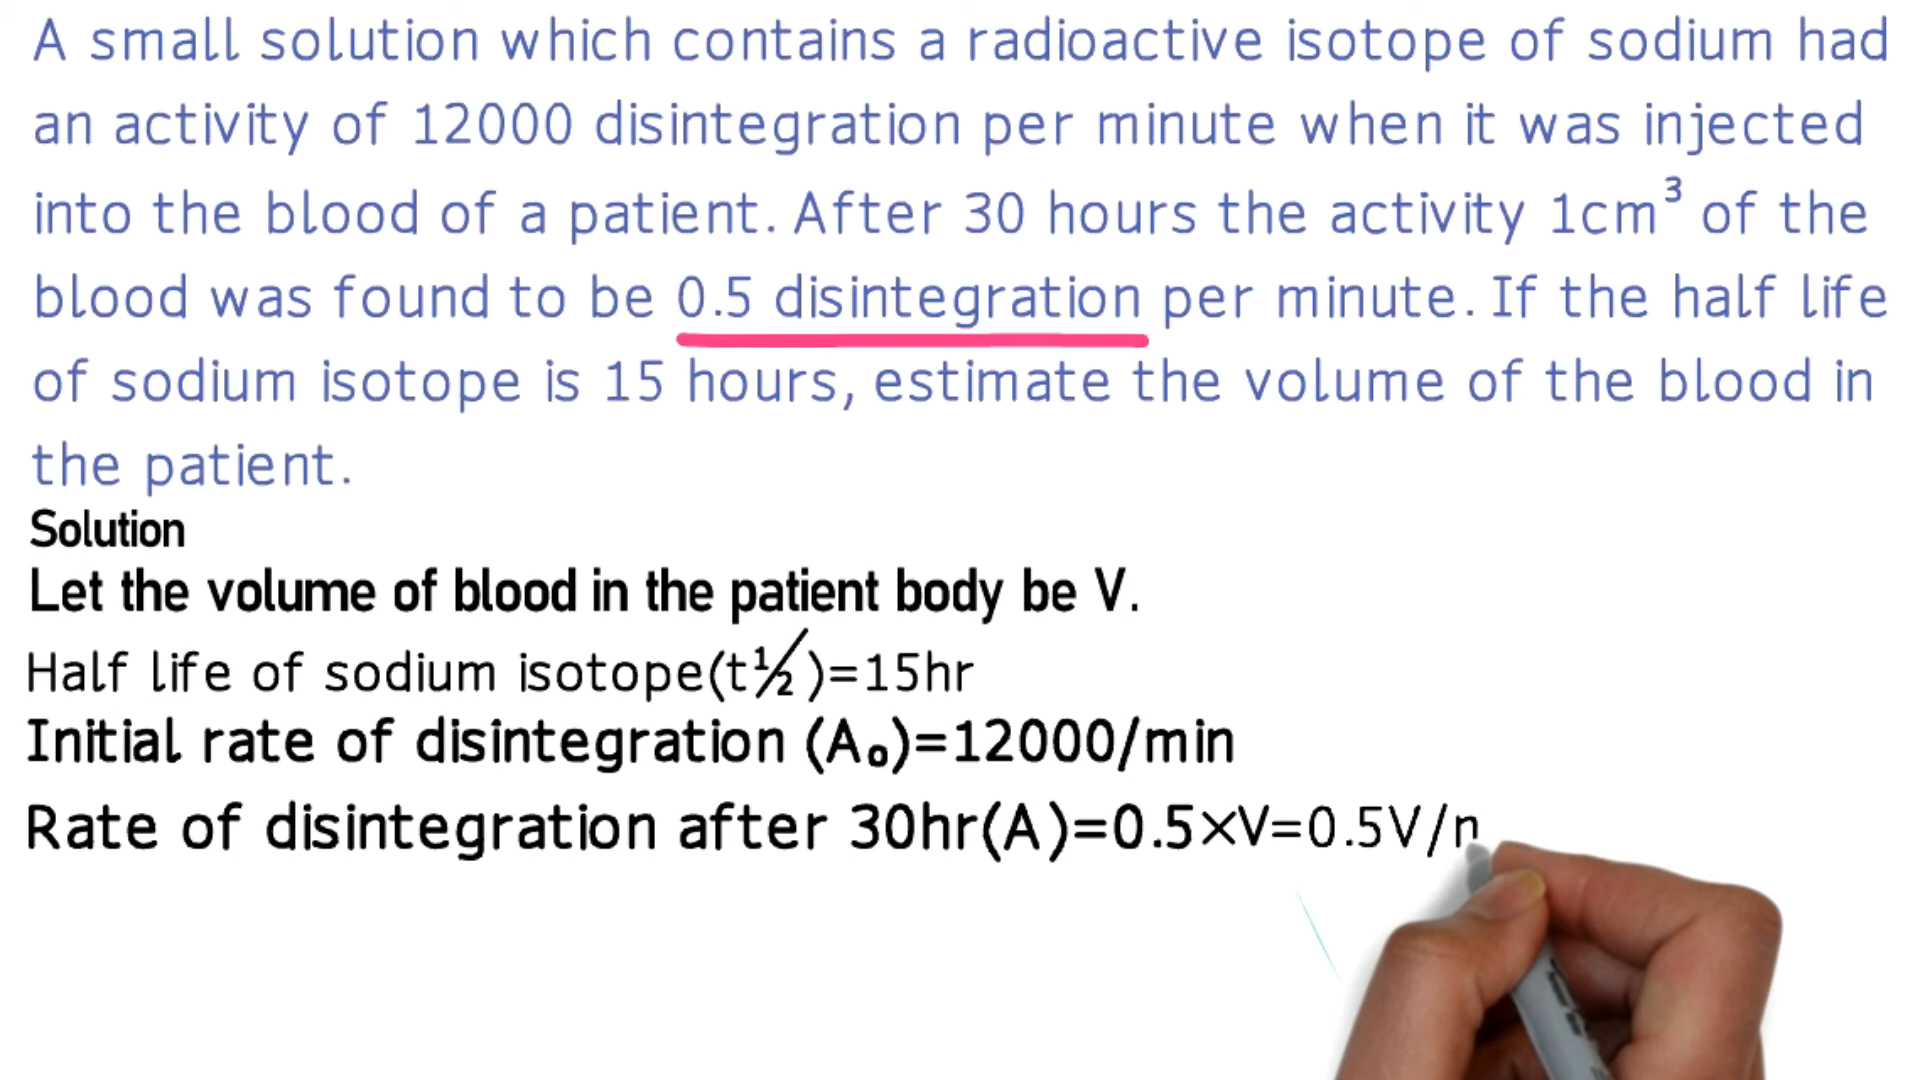 A small solution which contains a radioactive isotope of sodium had
an activity of 12000 disintegration per minute when it was injected
into the blood of a patient. After 30 hours the activity 1cm³ of the
blood was found to be 0.5 disintegration per minute. If the half life
of sodium isotope is 15 hours, estimate the volume of the blood in
the patient.
Solution
Let the volume of blood in the patient body be V.
Half life of sodium isotope(t½)=15hr
Initial rate of disintegration (A₀)=12000/min
Rate of disintegration after 30hr(A)=0.5×V=0.5V/